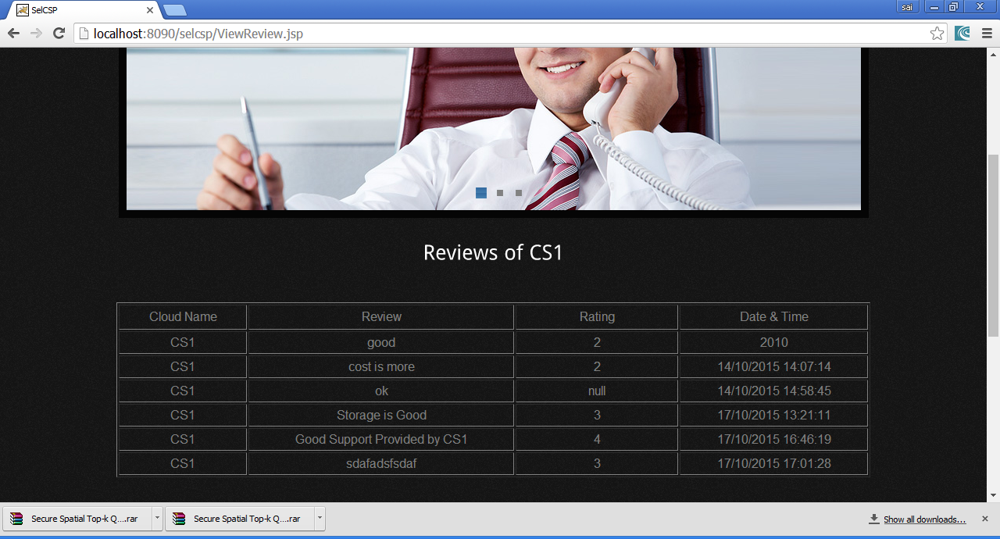 SelCSP
sai
localhost:8090/selcsp/ViewReview.jsp
Reviews of CS1
Cloud Name Review Rating Date & Time
CS1 good 2 2010
CS1 cost is more 2 14/10/2015 14:07:14
CS1 ok null 14/10/2015 14:58:45
CS1 Storage is Good 3 17/10/2015 13:21:11
CS1 Good Support Provided by CS1 4 17/10/2015 16:46:19
CS1 sdafadsfsdaf 3 17/10/2015 17:01:28
Secure Spatial Top-k Q....rar Secure Spatial Top-k Q....rar Show all downloads...